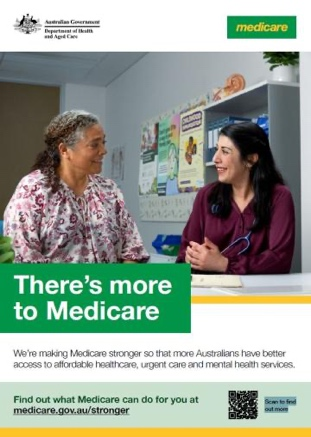 Australian Government
Department of Health
and Aged Care
medicare
CHILDHOOD
There's more
to Medicare
We're making Medicare stronger so that more Australians have better
access to affordable healthcare, urgent care and mental health services.
Find out what Medicare can do for you at
medicare.gov.au/stronger
Scan to find
out more